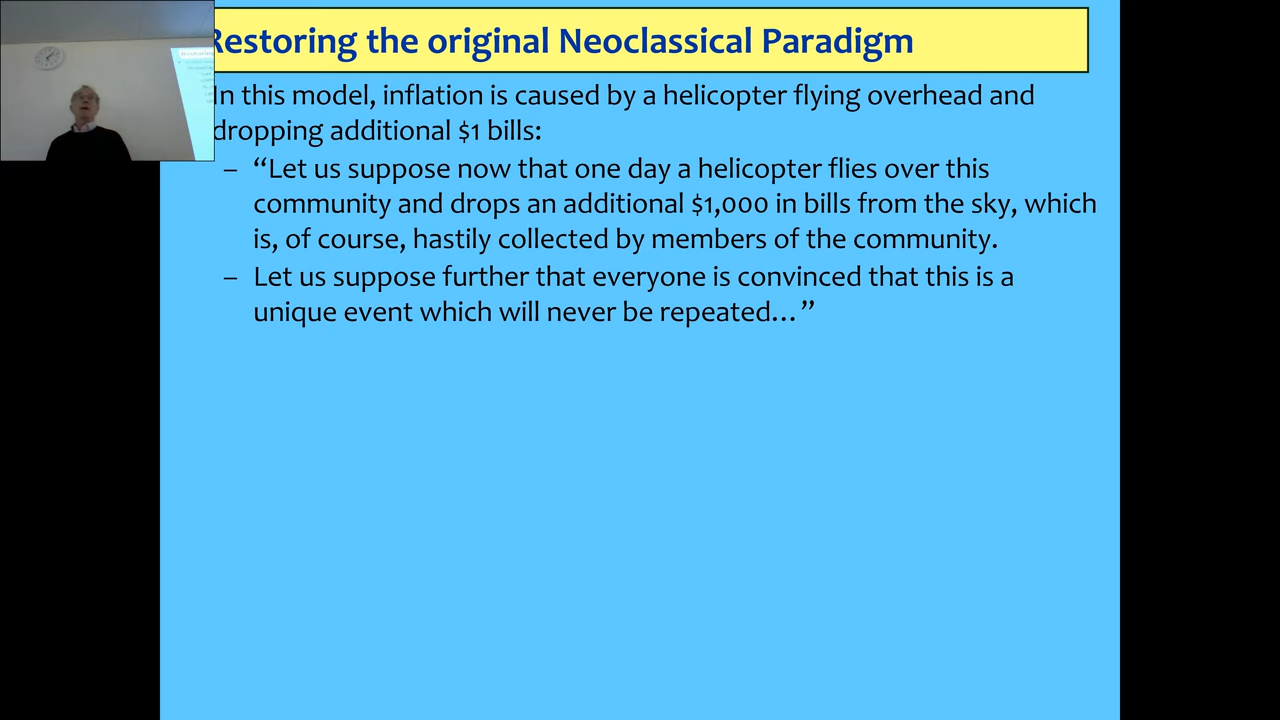 Restoring the original Neoclassical Paradigm
In this model, inflation is caused by a helicopter flying overhead and
dropping additional $1 bills:
– “Let us suppose now that one day a helicopter flies over this
community and drops an additional $1,000 in bills from the sky, which
is, of course, hastily collected by members of the community.
– Let us suppose further that everyone is convinced that this is a
unique event which will never be repeated…”